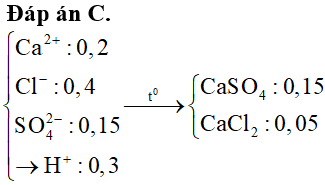 Đáp án C.
Ca²⁺ : 0,2
Cl⁻ : 0,4
SO₄²⁻ : 0,15
→ H⁺ : 0,3
t⁰
CaSO₄ : 0,15
CaCl₂ : 0,05